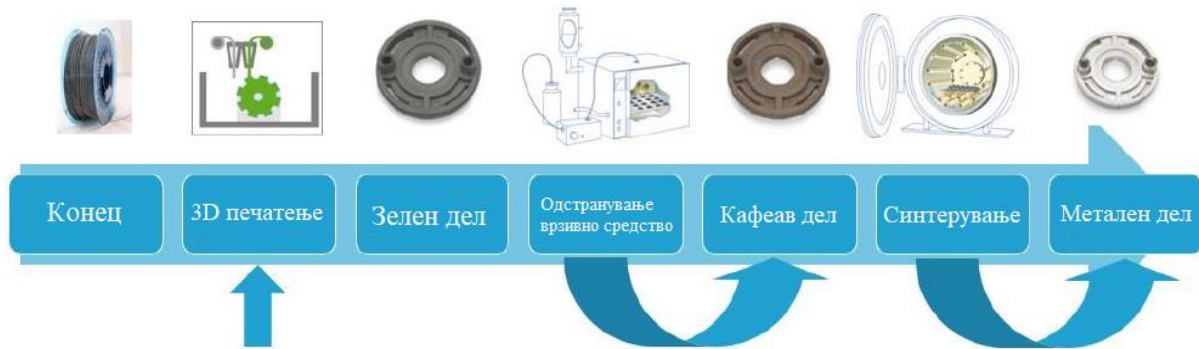 Конец
3D печатење
Зелен дел
Одстранување
врзивно средство
Кафеав дел
Синтерување
Метален дел